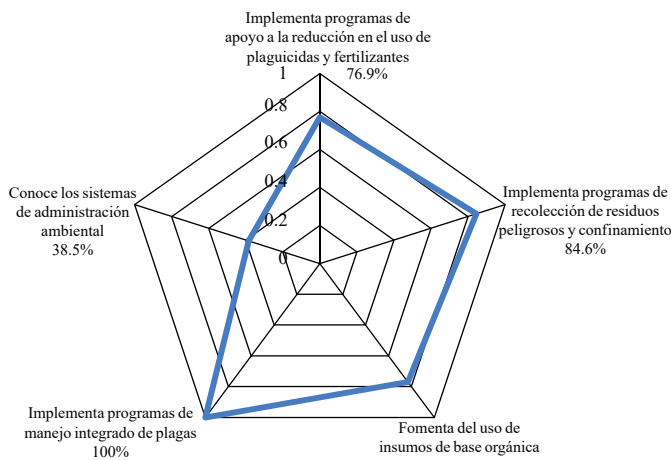 Implementa programas de
apoyo a la reducción en el uso de
plaguicidas y fertilizantes
76.9%
1
0.8
0.6
0.4
0.2
0
Conoce los sistemas
de administración
ambiental
38.5%
Implementa programas de
recolección de residuos
peligrosos y confinamiento
84.6%
Implementa programas de
manejo integrado de plagas
100%
Fomenta del uso de
insumos de base orgánica